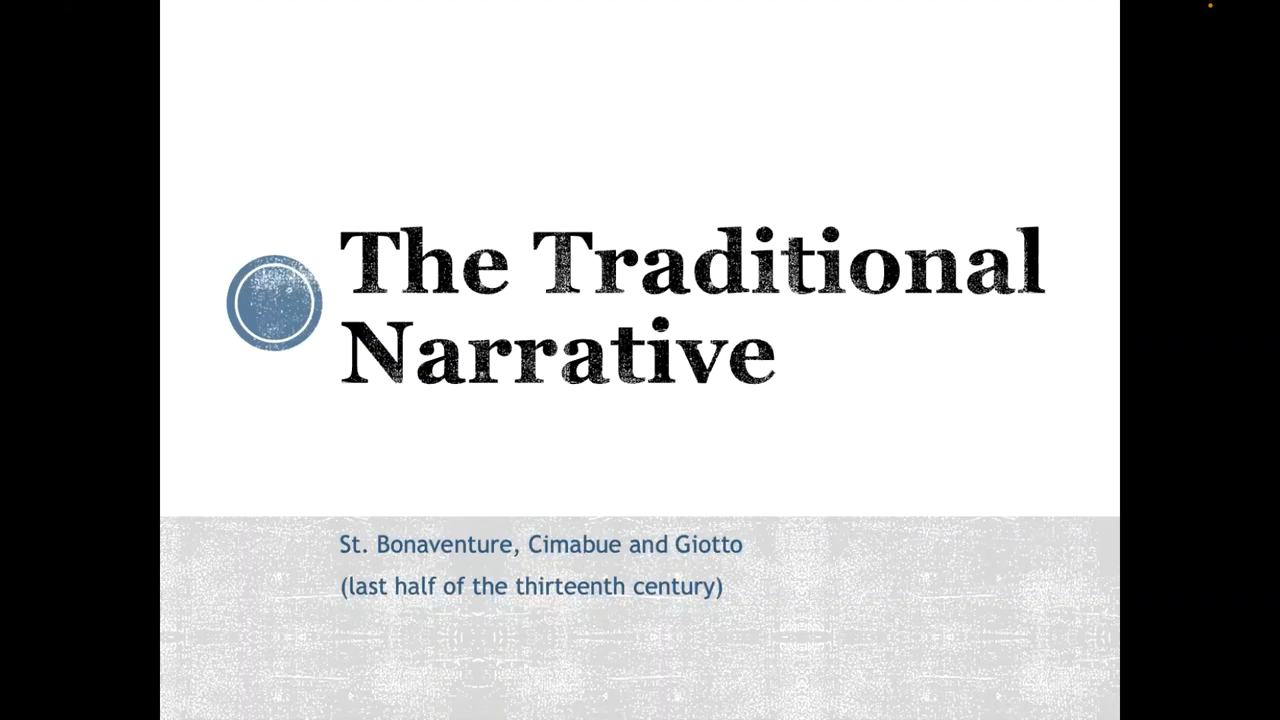 The Traditional
Narrative
St. Bonaventure, Cimabue and Giotto
(last half of the thirteenth century)